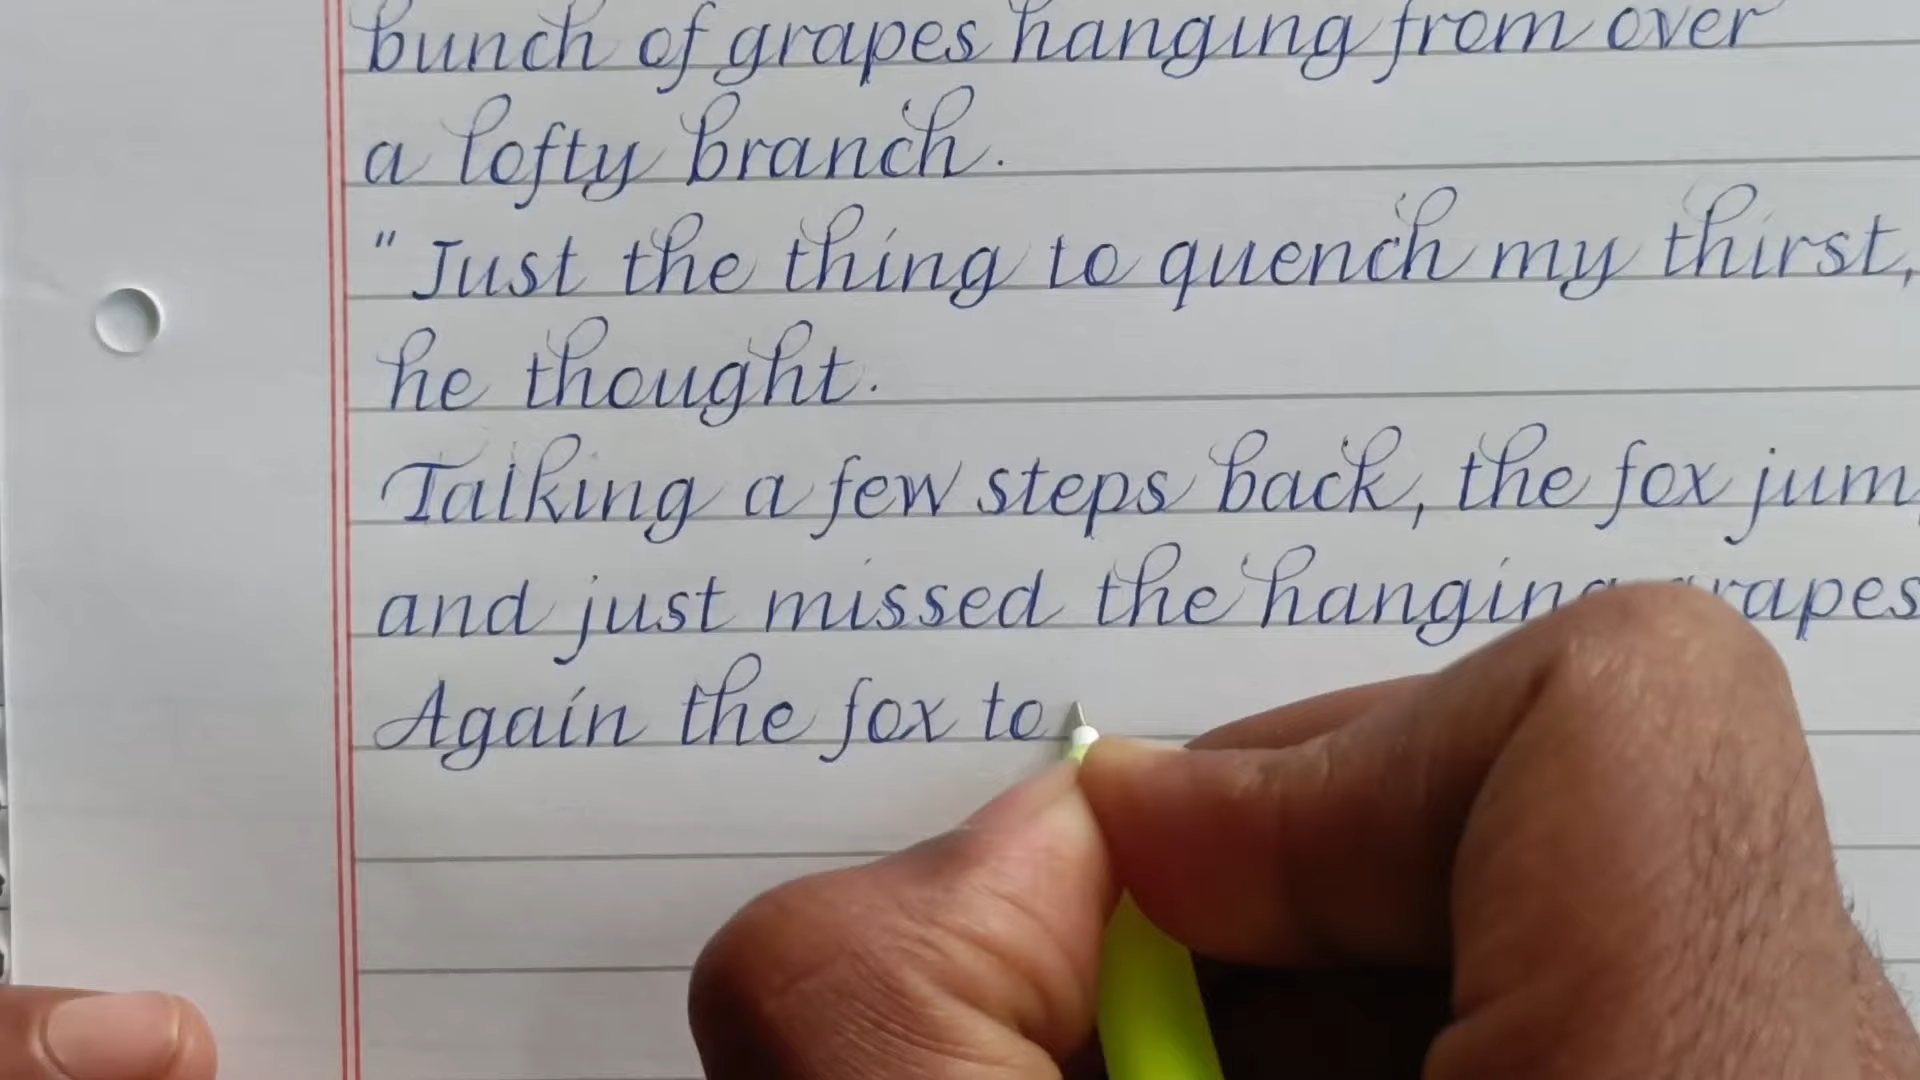 bunch of grapes hanging from over
a lofty branch.
"Just the thing to quench my thirst,
he thought.
Talking a few steps back, the fox jum
and just missed the hanging grapes
Again the fox to